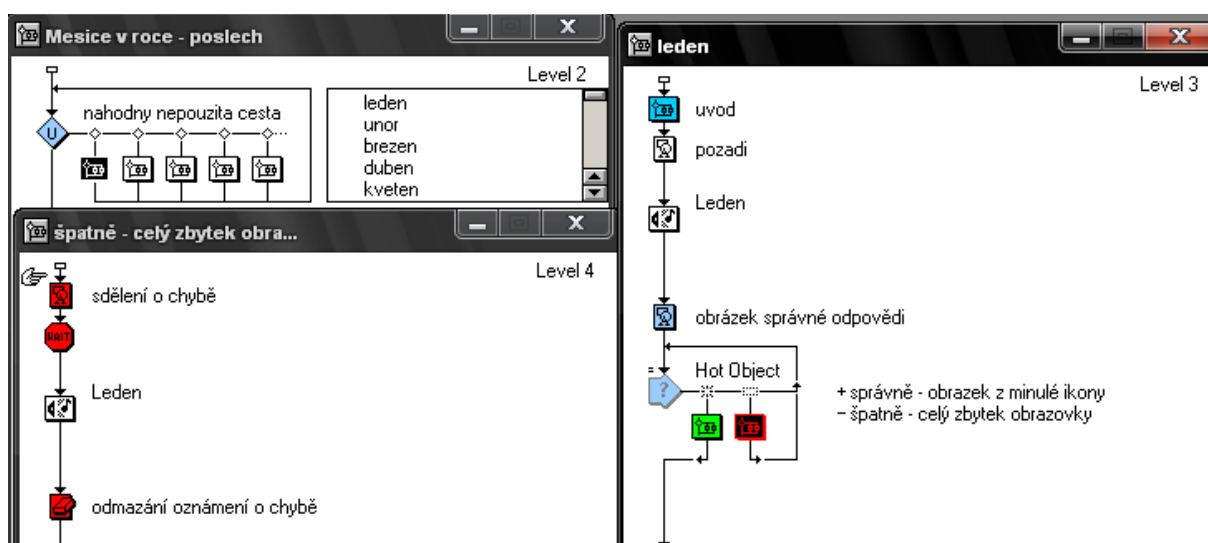 Mesice v roce - poslech
Level 2
nahodny nepouzita cesta
U
leden
unor
brezen
duben
kveten
špatně - celý zbytek obra...
Level 4
sdělení o chybě
WAIT
Leden
odmazání oznámení o chybě
leden
Level 3
uvod
pozadi
Leden
obrázek správné odpovědi
=
Hot Object
?
+ správně - obrazek z minulé ikony
– špatně - celý zbytek obrazovky